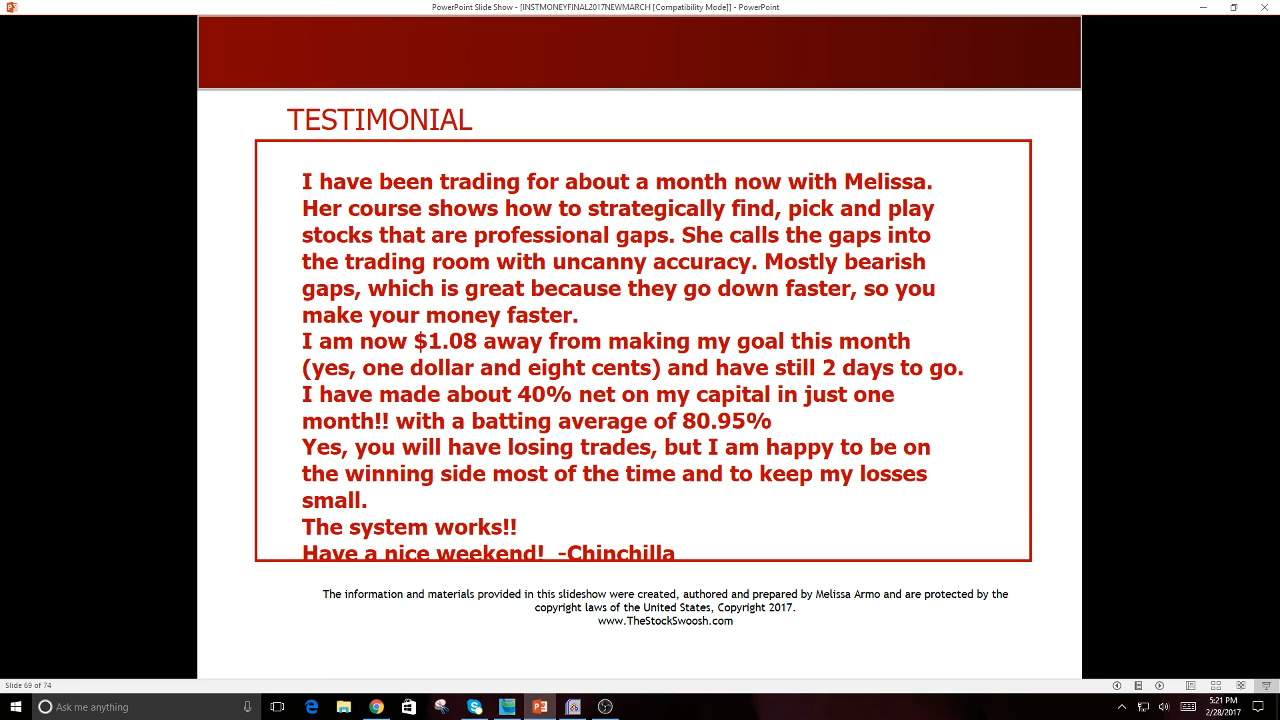 PowerPoint Slide Show - [INSTMONEYFINAL2017NEWMARCH [Compatibility Mode]] - PowerPoint
TESTIMONIAL
I have been trading for about a month now with Melissa.
Her course shows how to strategically find, pick and play
stocks that are professional gaps. She calls the gaps into
the trading room with uncanny accuracy. Mostly bearish
gaps, which is great because they go down faster, so you
make your money faster.
I am now $1.08 away from making my goal this month
(yes, one dollar and eight cents) and have still 2 days to go.
I have made about 40% net on my capital in just one
month!! with a batting average of 80.95%
Yes, you will have losing trades, but I am happy to be on
the winning side most of the time and to keep my losses
small.
The system works!!
Have a nice weekend!  -Chinchilla
The information and materials provided in this slideshow were created, authored and prepared by Melissa Armo and are protected by the
copyright laws of the United States, Copyright 2017.
www.TheStockSwoosh.com
Slide 69 of 74
Ask me anything
5:21 PM
2/28/2017